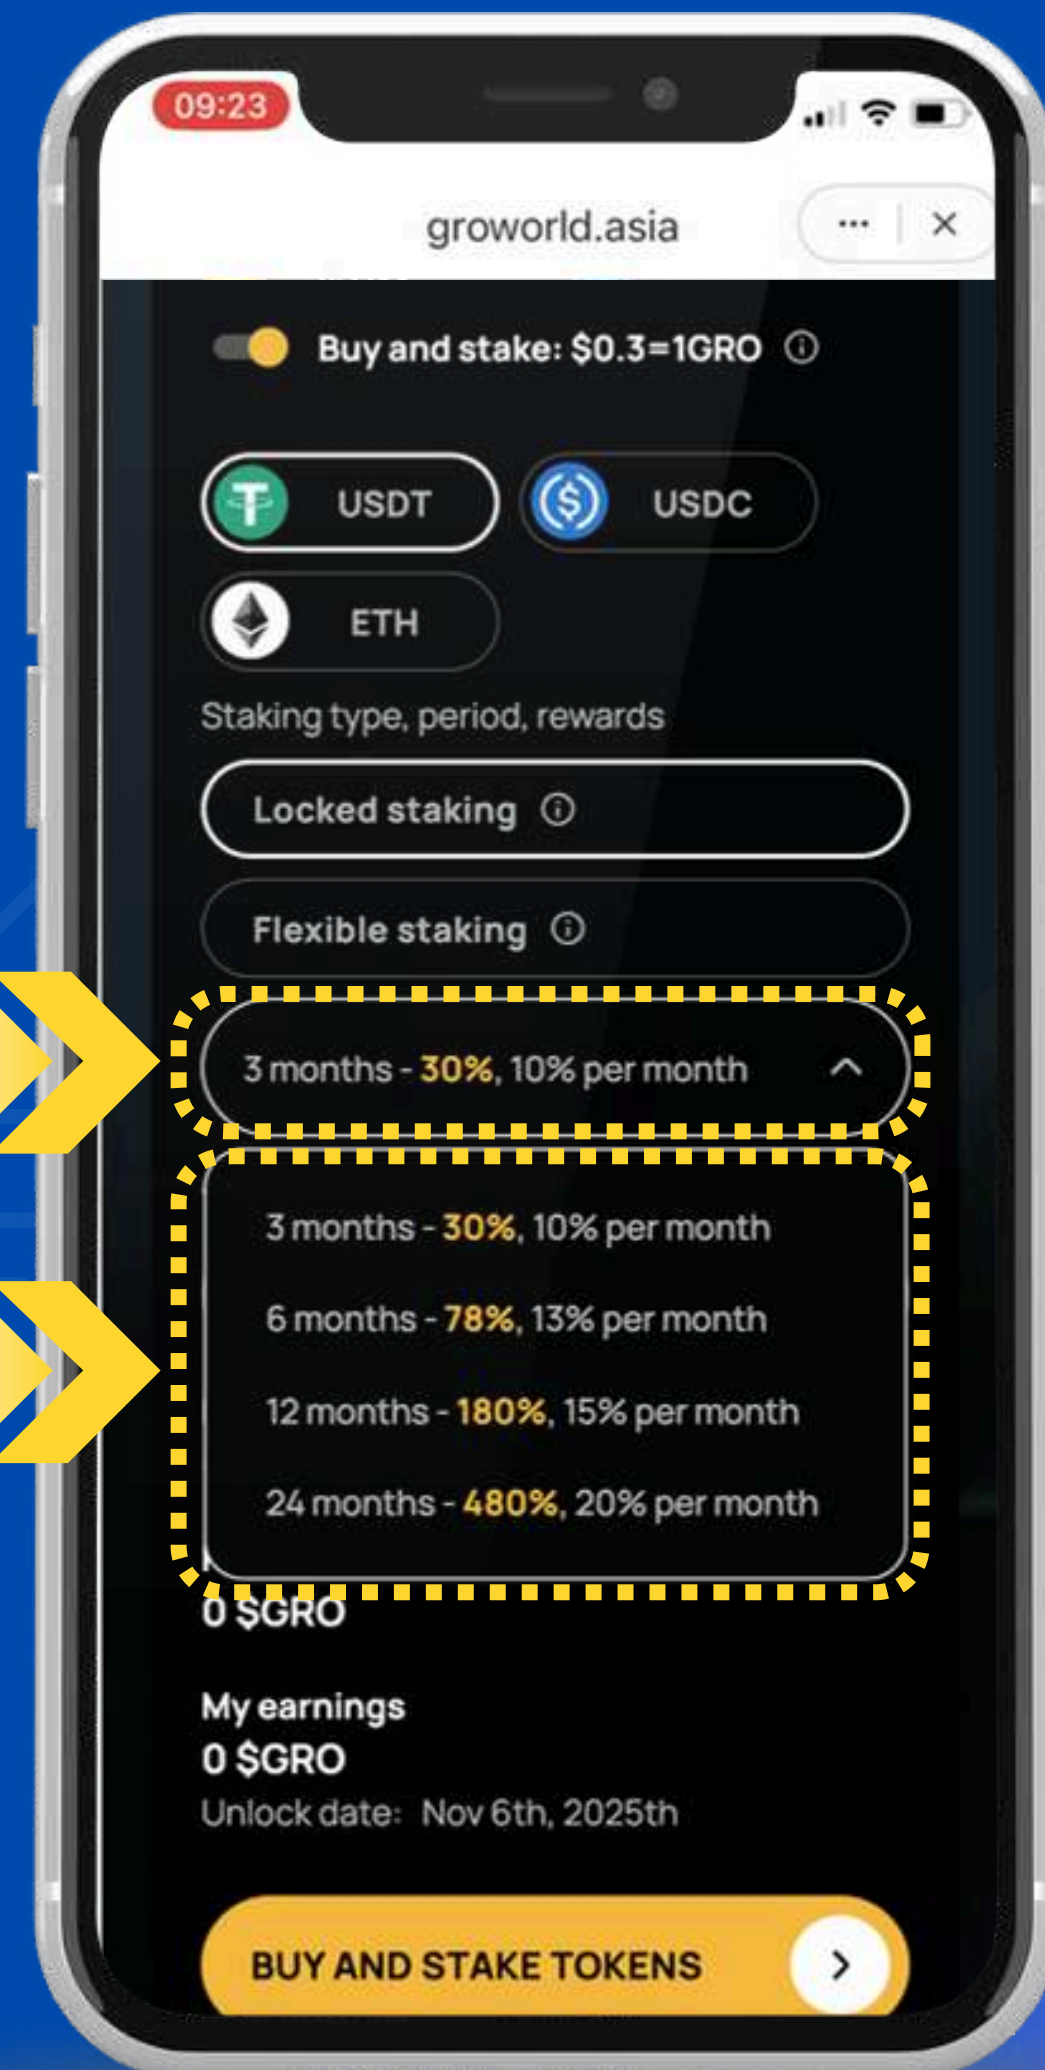 09:23
groworld.asia
Buy and stake: $0.3=1GRO
USDT
USDC
ETH
Staking type, period, rewards
Locked staking
Flexible staking
3 months - 30%, 10% per month
3 months - 30%, 10% per month
6 months - 78%, 13% per month
12 months - 180%, 15% per month
24 months - 480%, 20% per month
0 $GRO
My earnings
0 $GRO
Unlock date: Nov 6th, 2025th
BUY AND STAKE TOKENS